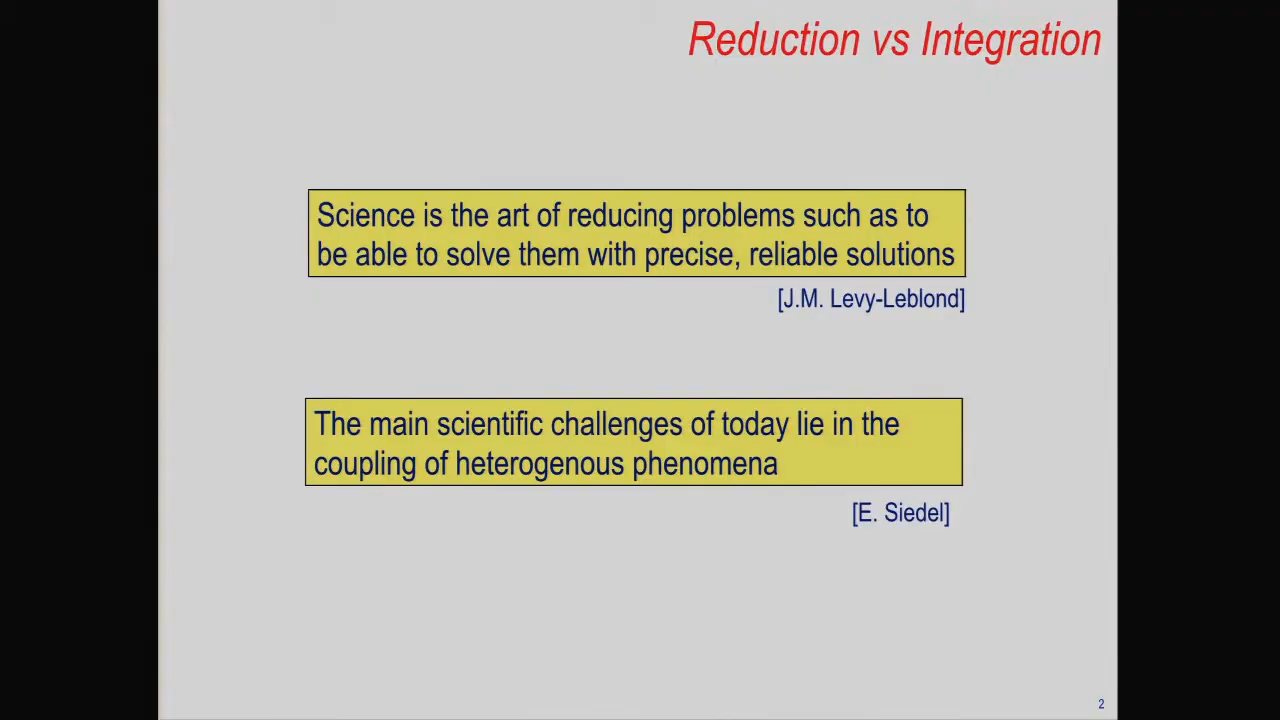 Reduction vs Integration
Science is the art of reducing problems such as to
be able to solve them with precise, reliable solutions
[J.M. Levy-Leblond]
The main scientific challenges of today lie in the
coupling of heterogenous phenomena
[E. Siedel]
2